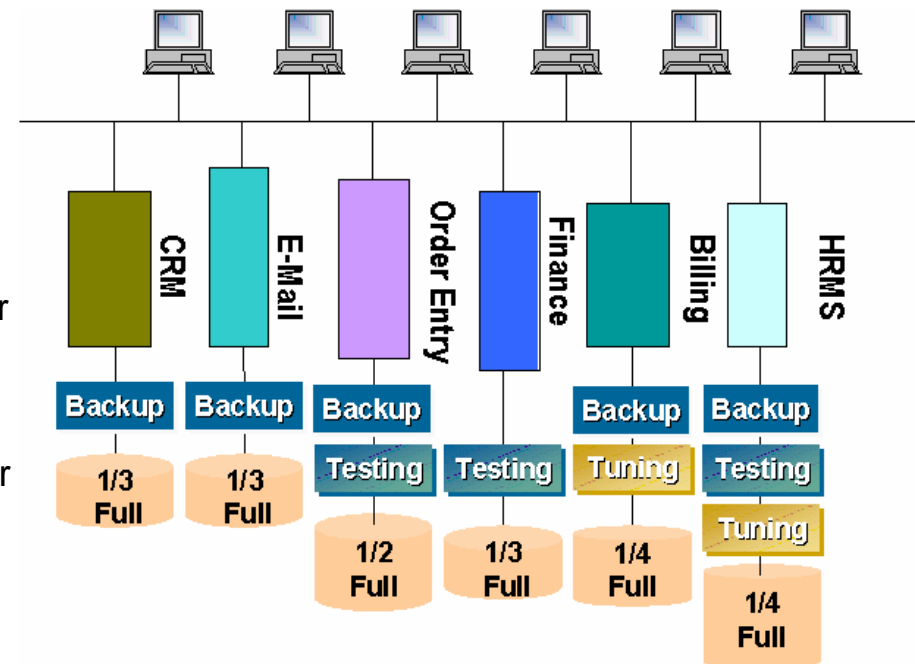 CRM
E-Mail
Order Entry
Finance
Billing
HRMS
r
Backup
Backup
Backup
Backup
Backup
r
Testing
Testing
Tuning
Testing
Tuning
1/3
Full
1/3
Full
1/2
Full
1/3
Full
1/4
Full
1/4
Full